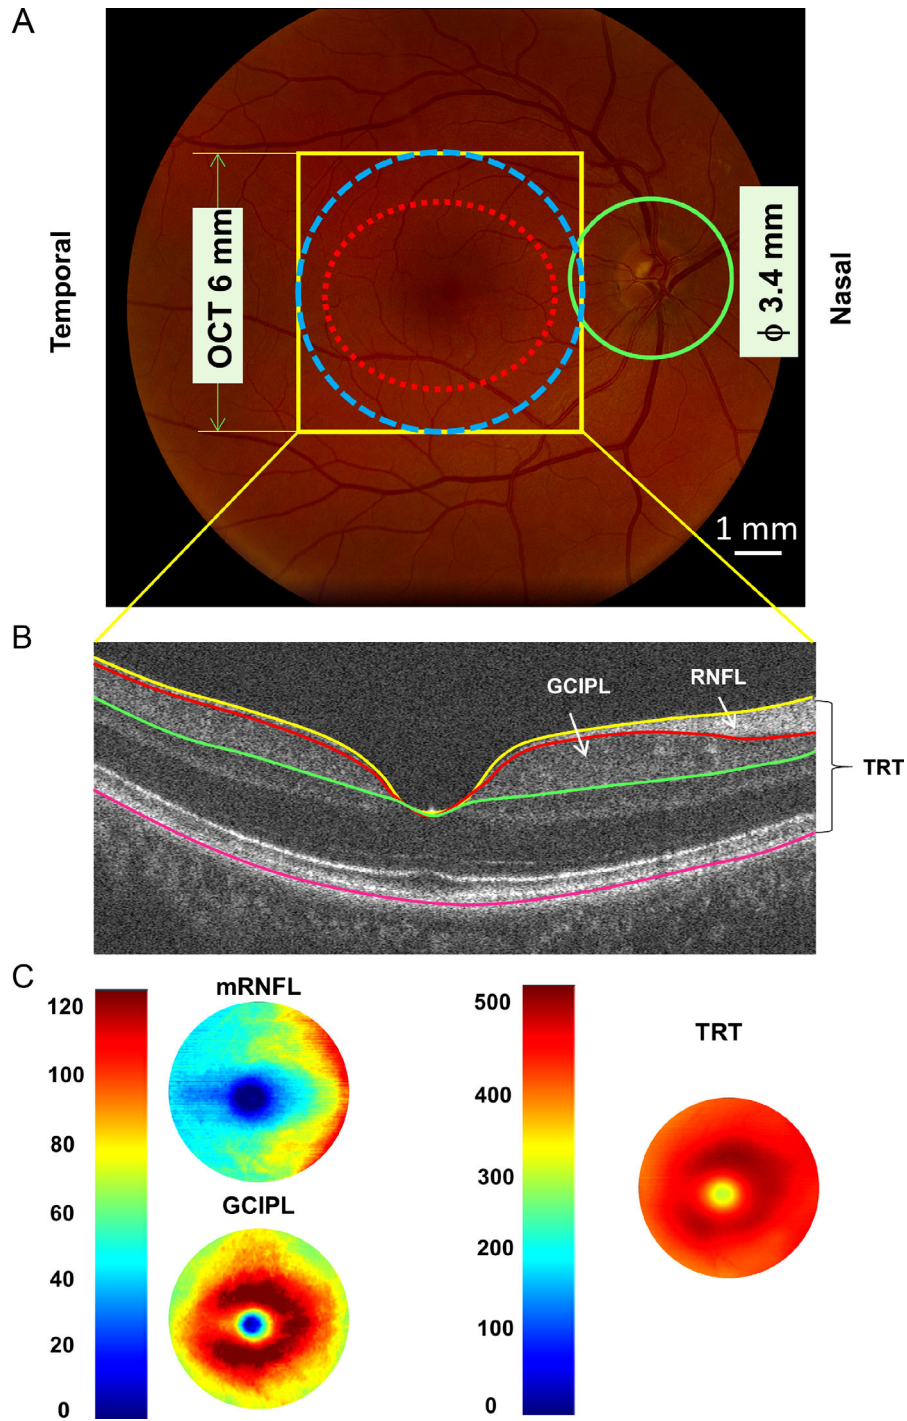 A
Temporal
OCT 6 mm
ϕ 3.4 mm
Nasal
1 mm
B
GCIPL
RNFL
TRT
C
mRNFL
120
100
80
60
40
20
0
GCIPL
500
400
300
200
100
0
TRT